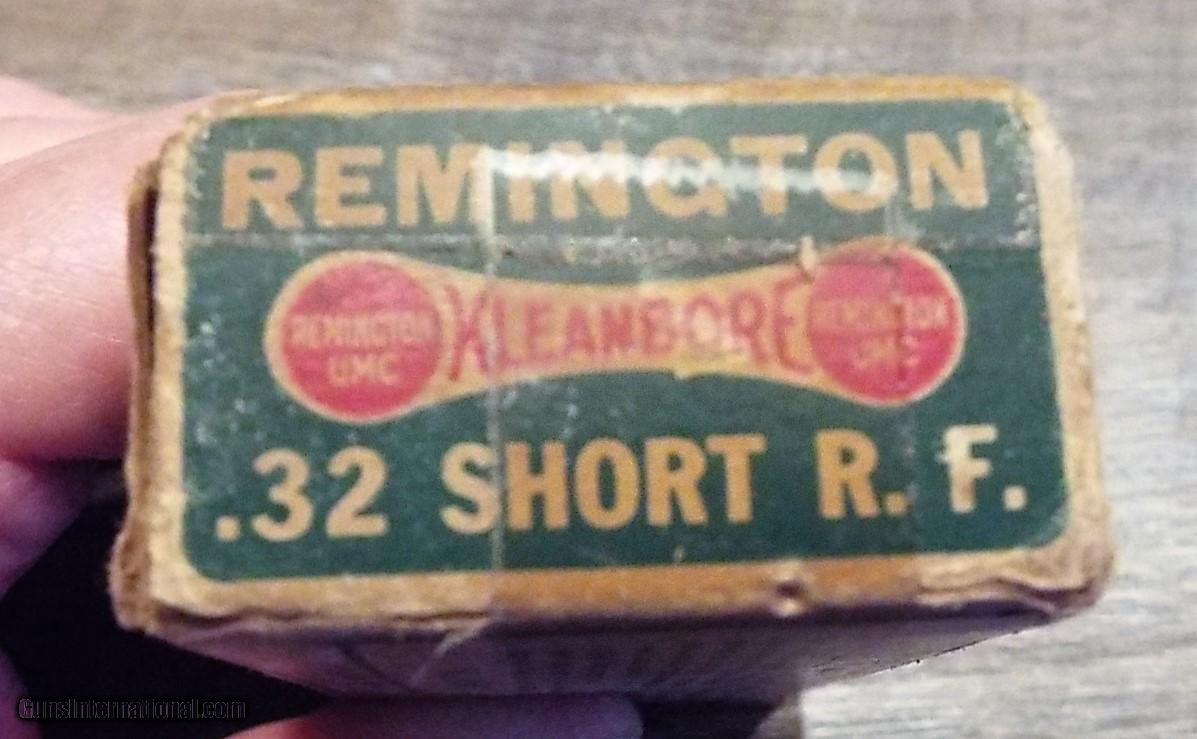 REMINGTON
REMINGTON
UMC
KLEANBORE
REMINGTON
UMC
.32 SHORT R. F.
GunsInternational.com